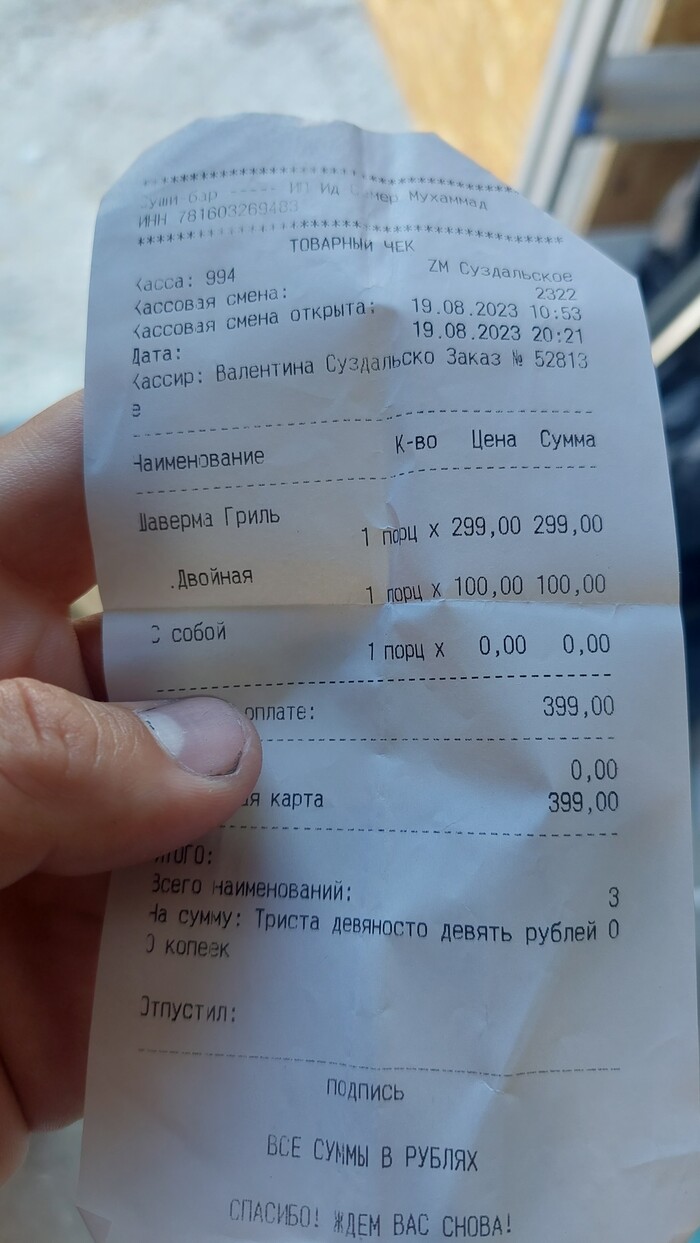 **********************************
суши бар ----- ИП Ид Мухаммад
ИНН 781603269483
**********************************
ТОВАРНЫЙ ЧЕК
Касса: 994 ZM Суздальское
Кассовая смена: 2322
Кассовая смена открыта: 19.08.2023 10:53
Дата: 19.08.2023 20:21
Кассир: Валентина Суздальско Заказ № 52813
е
Наименование К-во Цена Сумма
Шаверма Гриль
1 порц х 299,00 299,00
.Двойная
1 порц х 100,00 100,00
С собой
1 порц х 0,00 0,00
оплате: 399,00
0,00
ая карта 399,00
ИТОГО:
Всего наименований: 3
На сумму: Триста девяносто девять рублей 0
0 копеек
Отпустил:
подпись
ВСЕ СУММЫ В РУБЛЯХ
СПАСИБО! ЖДЕМ ВАС СНОВА!